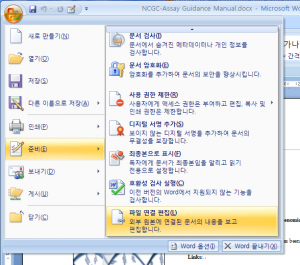 NCGC-Assay Guidance Manual.docx - Microsoft Wo
새로 만들기(N)
열기(O)
저장(S)
다른 이름으로 저장(A)
인쇄(P)
준비(E)
보내기(D)
게시(U)
닫기(C)
문서 검사(I)
문서에서 숨겨진 메타데이터나 개인 정보를
검사합니다.
문서 암호화(E)
암호화를 추가하여 문서의 보안을 향상시킵니다.
사용 권한 제한(R)
사용자에게 액세스 권한을 부여하고 편집, 복사 및
인쇄 권한은 제한합니다.
디지털 서명 추가(S)
보이지 않는 디지털 서명을 추가하여 문서의
무결성을 보장합니다.
최종본으로 표시(F)
독자에게 문서가 최종본임을 알리고 읽기
전용으로 설정합니다.
호환성 검사 실행(C)
이전 버전의 Word에서 지원되지 않는 기능을
검사합니다.
파일 연결 편집(L)
외부 원본에 연결된 문서의 내용을 보고
편집합니다.
Word 옵션(I)
Word 끝내기(X)
간격
Links